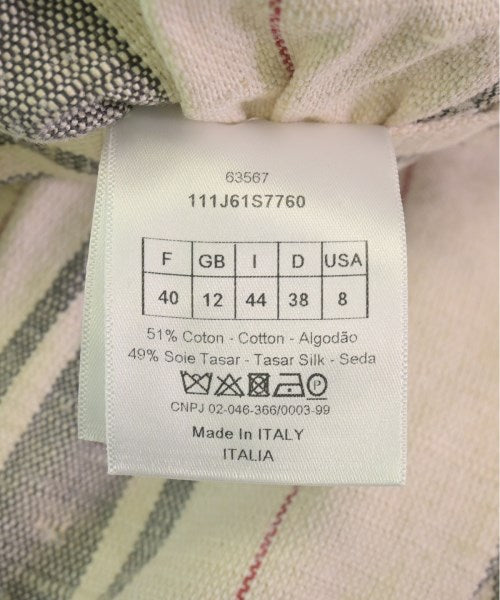 63567
111J61S7760
F GB I D USA
40 12 44 38 8
51% Coton - Cotton - Algodão
49% Soie Tasar - Tasar Silk - Seda
P
CNPJ 02-046-366/0003-99
Made In ITALY
ITALIA